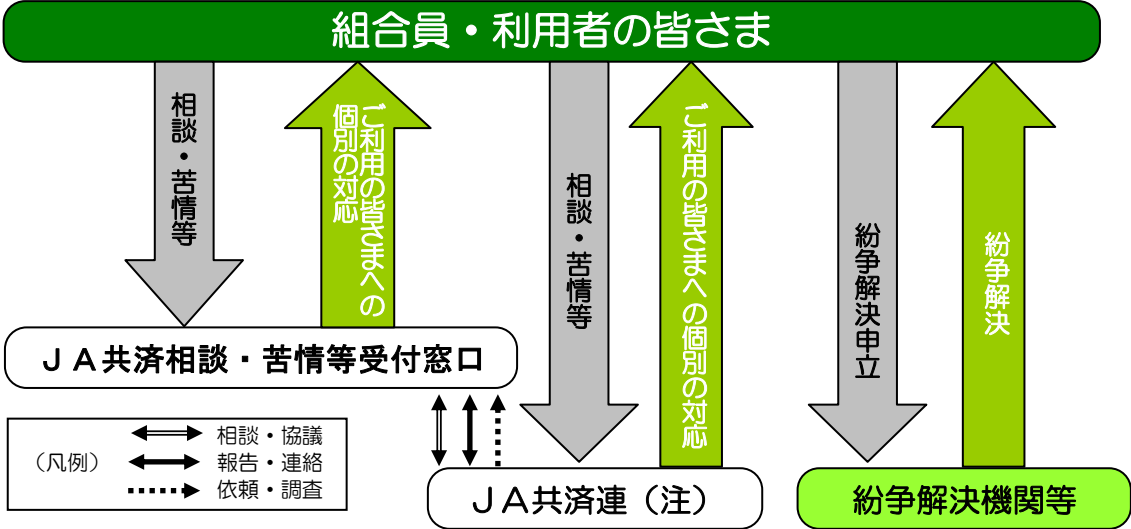 組合員・利用者の皆さま
相談・苦情等
ご利用の皆さまへの
個別の対応
相談・苦情等
ご利用の皆さまへの個別の対応
紛争解決申立
紛争解決
ＪＡ共済相談・苦情等受付窓口
（凡例）
相談・協議
報告・連絡
依頼・調査
ＪＡ共済連（注）
紛争解決機関等